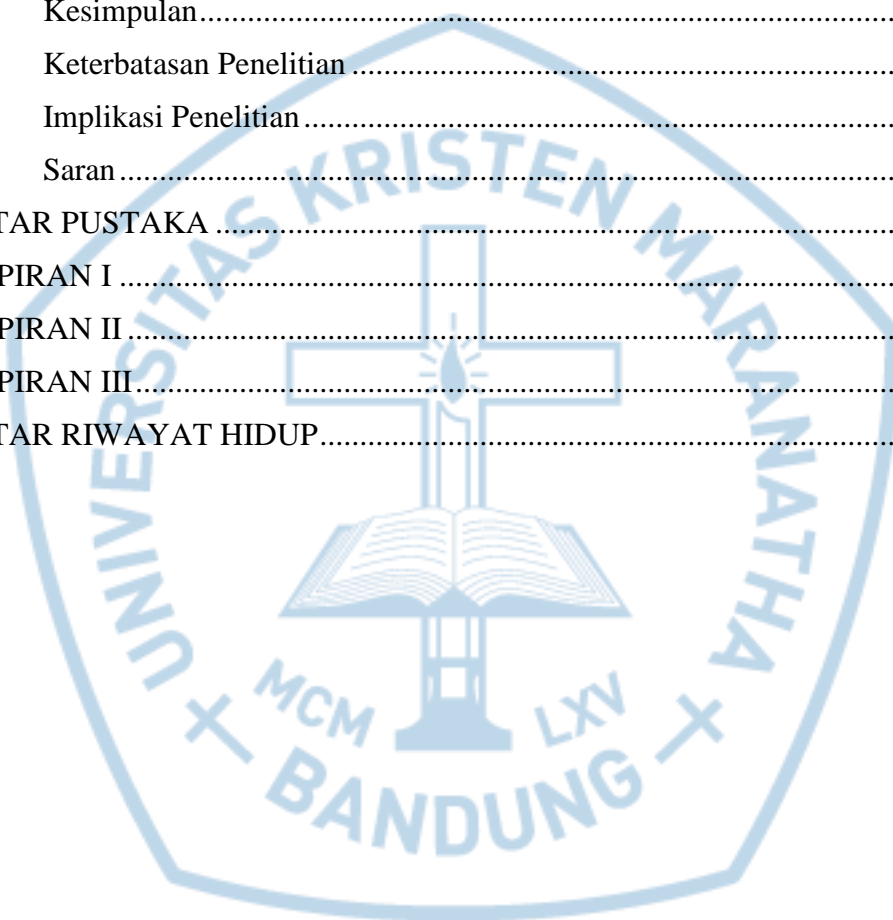 Kesimpulan..........................................................................................
Keterbatasan Penelitian......................................................................
Implikasi Penelitian............................................................................
Saran...................................................................................................
TAR PUSTAKA.....................................................................................
PIRAN I.................................................................................................
PIRAN II................................................................................................
PIRAN III...............................................................................................
TAR RIWAYAT HIDUP.........................................................................
UNIVERSITAS KRISTEN MARANATHA
MCM LXV
BANDUNG